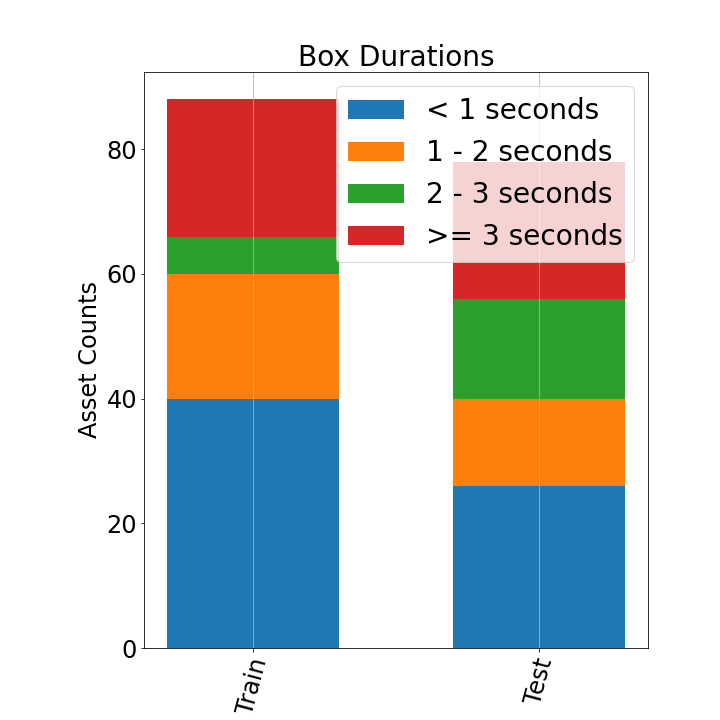 Box Durations
< 1 seconds
1 - 2 seconds
2 - 3 seconds
>= 3 seconds
Asset Counts
80
60
40
20
0
Train
Test